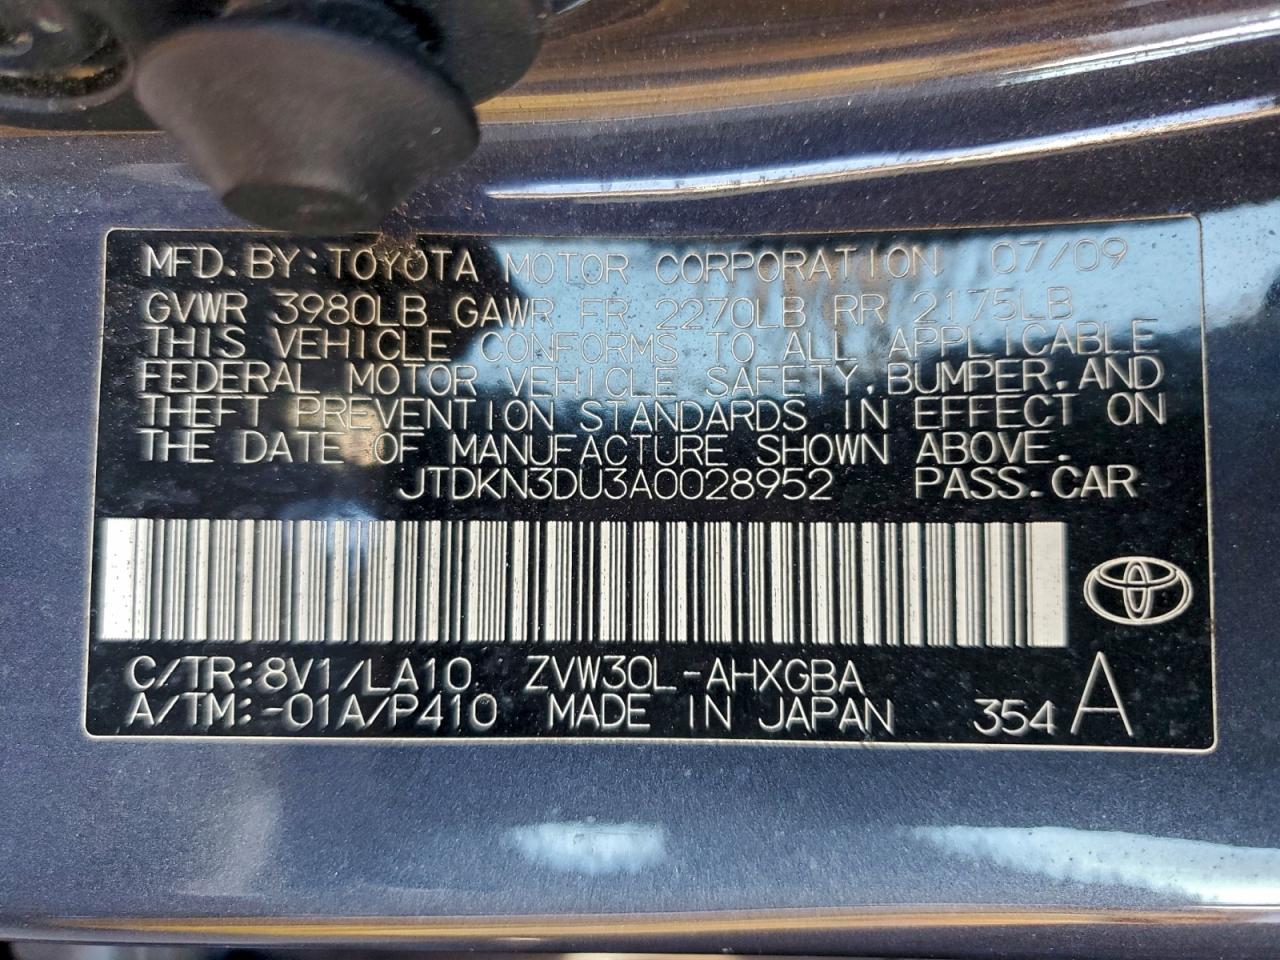 MFD. BY: TOYOTA MOTOR CORPORATION 07/09
GVWR 3980LB GAWR FR 2270LB RR 2175LB
THIS VEHICLE CONFORMS TO ALL APPLICABLE
FEDERAL MOTOR VEHICLE SAFETY, BUMPER, AND
THEFT PREVENTION STANDARDS IN EFFECT ON
THE DATE OF MANUFACTURE SHOWN ABOVE.
JTDKN3DU3A0028952 PASS. CAR
C/TR: 8V1/LA10 ZVW30L-AHXGBA
A/TM: -01A/P410 MADE IN JAPAN 354 A